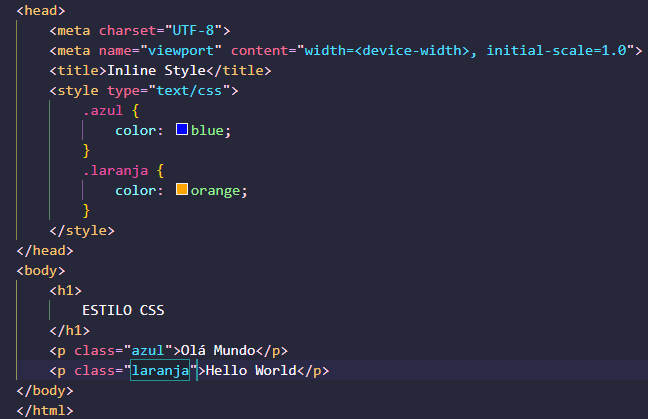 <head>
<meta charset="UTF-8">
<meta name="viewport" content="width=<device-width>, initial-scale=1.0">
<title>Inline Style</title>
<style type="text/css">
.azul {
color: blue;
}
.laranja {
color: orange;
}
</style>
</head>
<body>
<h1>
ESTILO CSS
</h1>
<p class="azul">Olá Mundo</p>
<p class="laranja">Hello World</p>
</body>
</html>